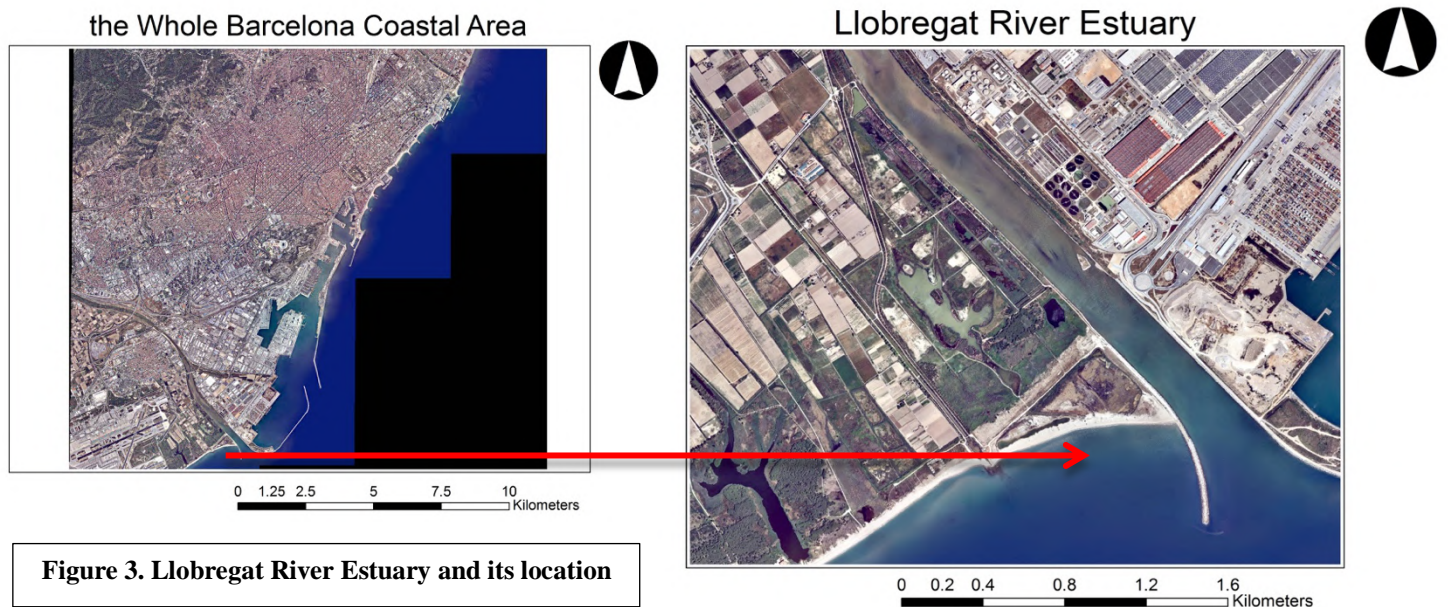 the Whole Barcelona Coastal Area
0 1.25 2.5 5 7.5 10
Kilometers
Figure 3. Llobregat River Estuary and its location
Llobregat River Estuary
0 0.2 0.4 0.8 1.2 1.6
Kilometers